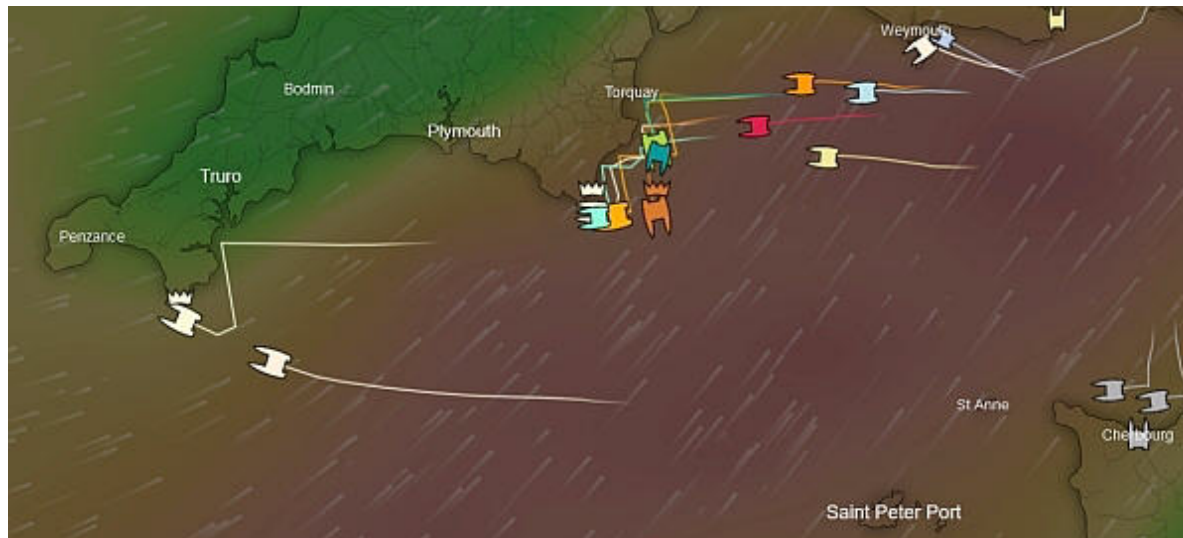 Weymouth
Bodmin
Torquay
Plymouth
Truro
Penzance
St Anne
Cherbourg
Saint Peter Port